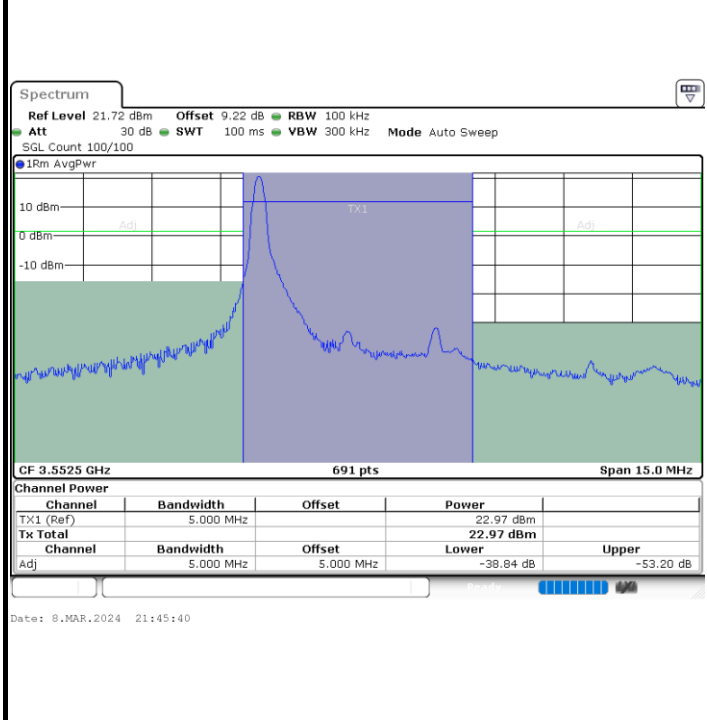 Spectrum
Ref Level 21.72 dBm Offset 9.22 dB RBW 100 kHz
Att 30 dB SWT 100 ms VBW 300 kHz Mode Auto Sweep
SGL Count 100/100
1Rm AvgPwr
10 dBm
TX1
Adj Adj
0 dBm
-10 dBm
CF 3.5525 GHz 691 pts Span 15.0 MHz
Channel Power
Channel Bandwidth Offset Power
TX1 (Ref) 5.000 MHz 22.97 dBm
Tx Total 22.97 dBm
Channel Bandwidth Offset Lower Upper
Adj 5.000 MHz 5.000 MHz -38.84 dB -53.20 dB
Ready
Date: 8.MAR.2024 21:45:40